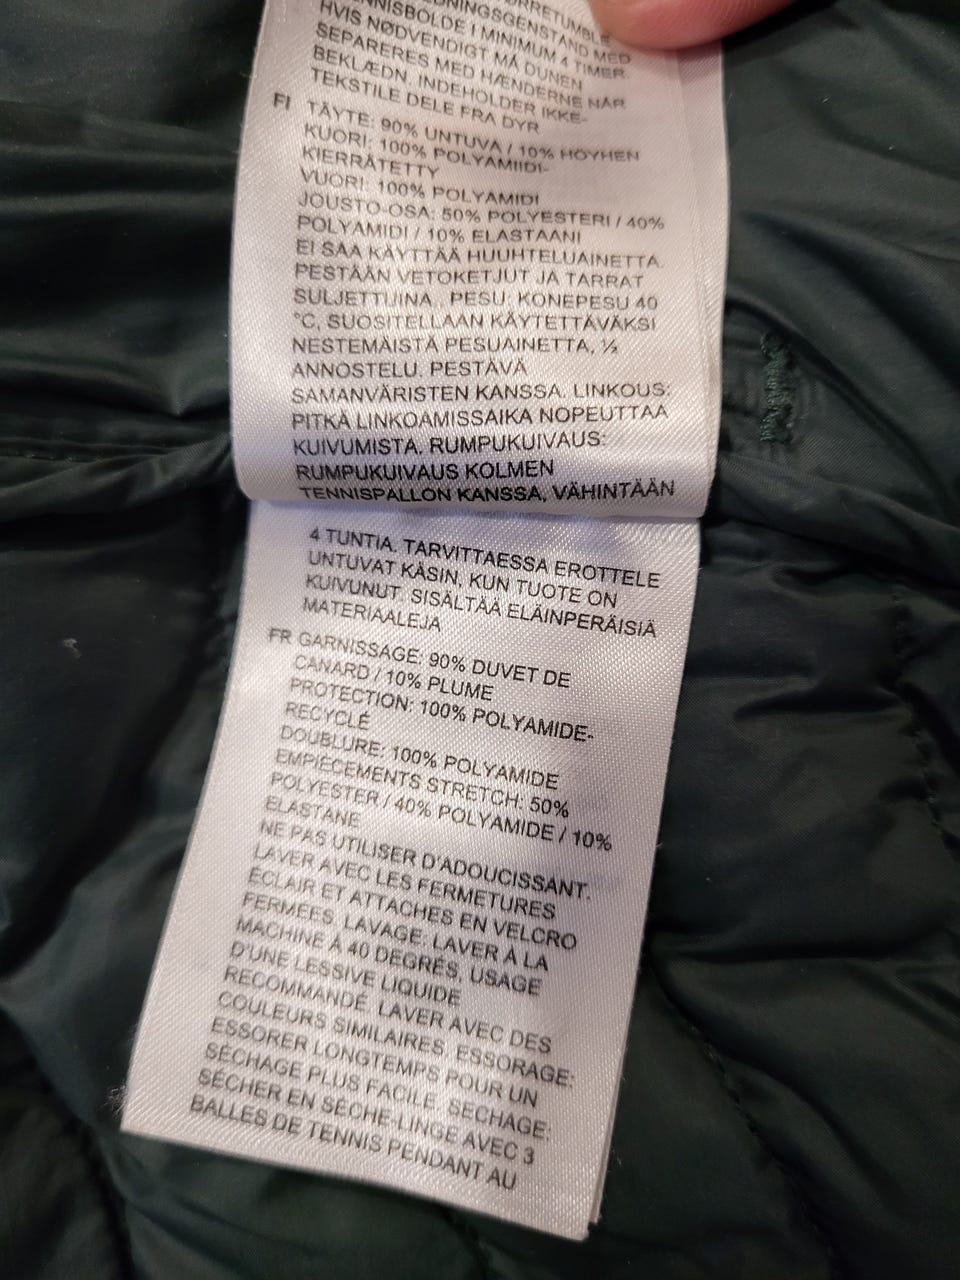 TENNISBOLDE I MINIMUM 4 TIMER.
HVIS NØDVENDIGT MÅ DUNEN
SEPARERES MED HÆNDERNE NÅR
BEKLÆDN. INDEHOLDER IKKE-
TEKSTILE DELE FRA DYR
FI TÄYTE: 90% UNTUVA / 10% HÖYHEN
KUORI: 100% POLYAMIIDI-
KIERRÄTETTY
VUORI: 100% POLYAMIDI
JOUSTO-OSA: 50% POLYESTERI / 40%
POLYAMIDI / 10% ELASTAANI
EI SAA KÄYTTÄÄ HUUHTELUAINETTA.
PESTÄÄN VETOKETJUT JA TARRAT
SULJETTUINA,. PESU: KONEPESU 40
°C, SUOSITELLAAN KÄYTETTÄVÄKSI
NESTEMÄISTÄ PESUAINETTA, ½
ANNOSTELU. PESTÄVÄ
SAMANVÄRISTEN KANSSA. LINKOUS:
PITKÄ LINKOAMISSAIKA NOPEUTTAA
KUIVUMISTA. RUMPUKUIVAUS:
RUMPUKUIVAUS KOLMEN
TENNISPALLON KANSSA, VÄHINTÄÄN
4 TUNTIA. TARVITTAESSA EROTTELE
UNTUVAT KÄSIN, KUN TUOTE ON
KUIVUNUT. SISÄLTÄÄ ELÄINPERÄISIÄ
MATERIAALEJA
FR GARNISSAGE: 90% DUVET DE
CANARD / 10% PLUME
PROTECTION: 100% POLYAMIDE-
RECYCLÉ
DOUBLURE: 100% POLYAMIDE
EMPIÈCEMENTS STRETCH: 50%
POLYESTER / 40% POLYAMIDE / 10%
ELASTANE
NE PAS UTILISER D'ADOUCISSANT.
LAVER AVEC LES FERMETURES
ÉCLAIR ET ATTACHES EN VELCRO
FERMÉES, LAVAGE: LAVER À LA
MACHINE À 40 DEGRÉS, USAGE
D'UNE LESSIVE LIQUIDE
RECOMMANDÉ. LAVER AVEC DES
COULEURS SIMILAIRES, ESSORAGE:
ESSORER LONGTEMPS POUR UN
SÉCHAGE PLUS FACILE, SÉCHAGE:
SÉCHER EN SÈCHE-LINGE AVEC 3
BALLES DE TENNIS PENDANT AU